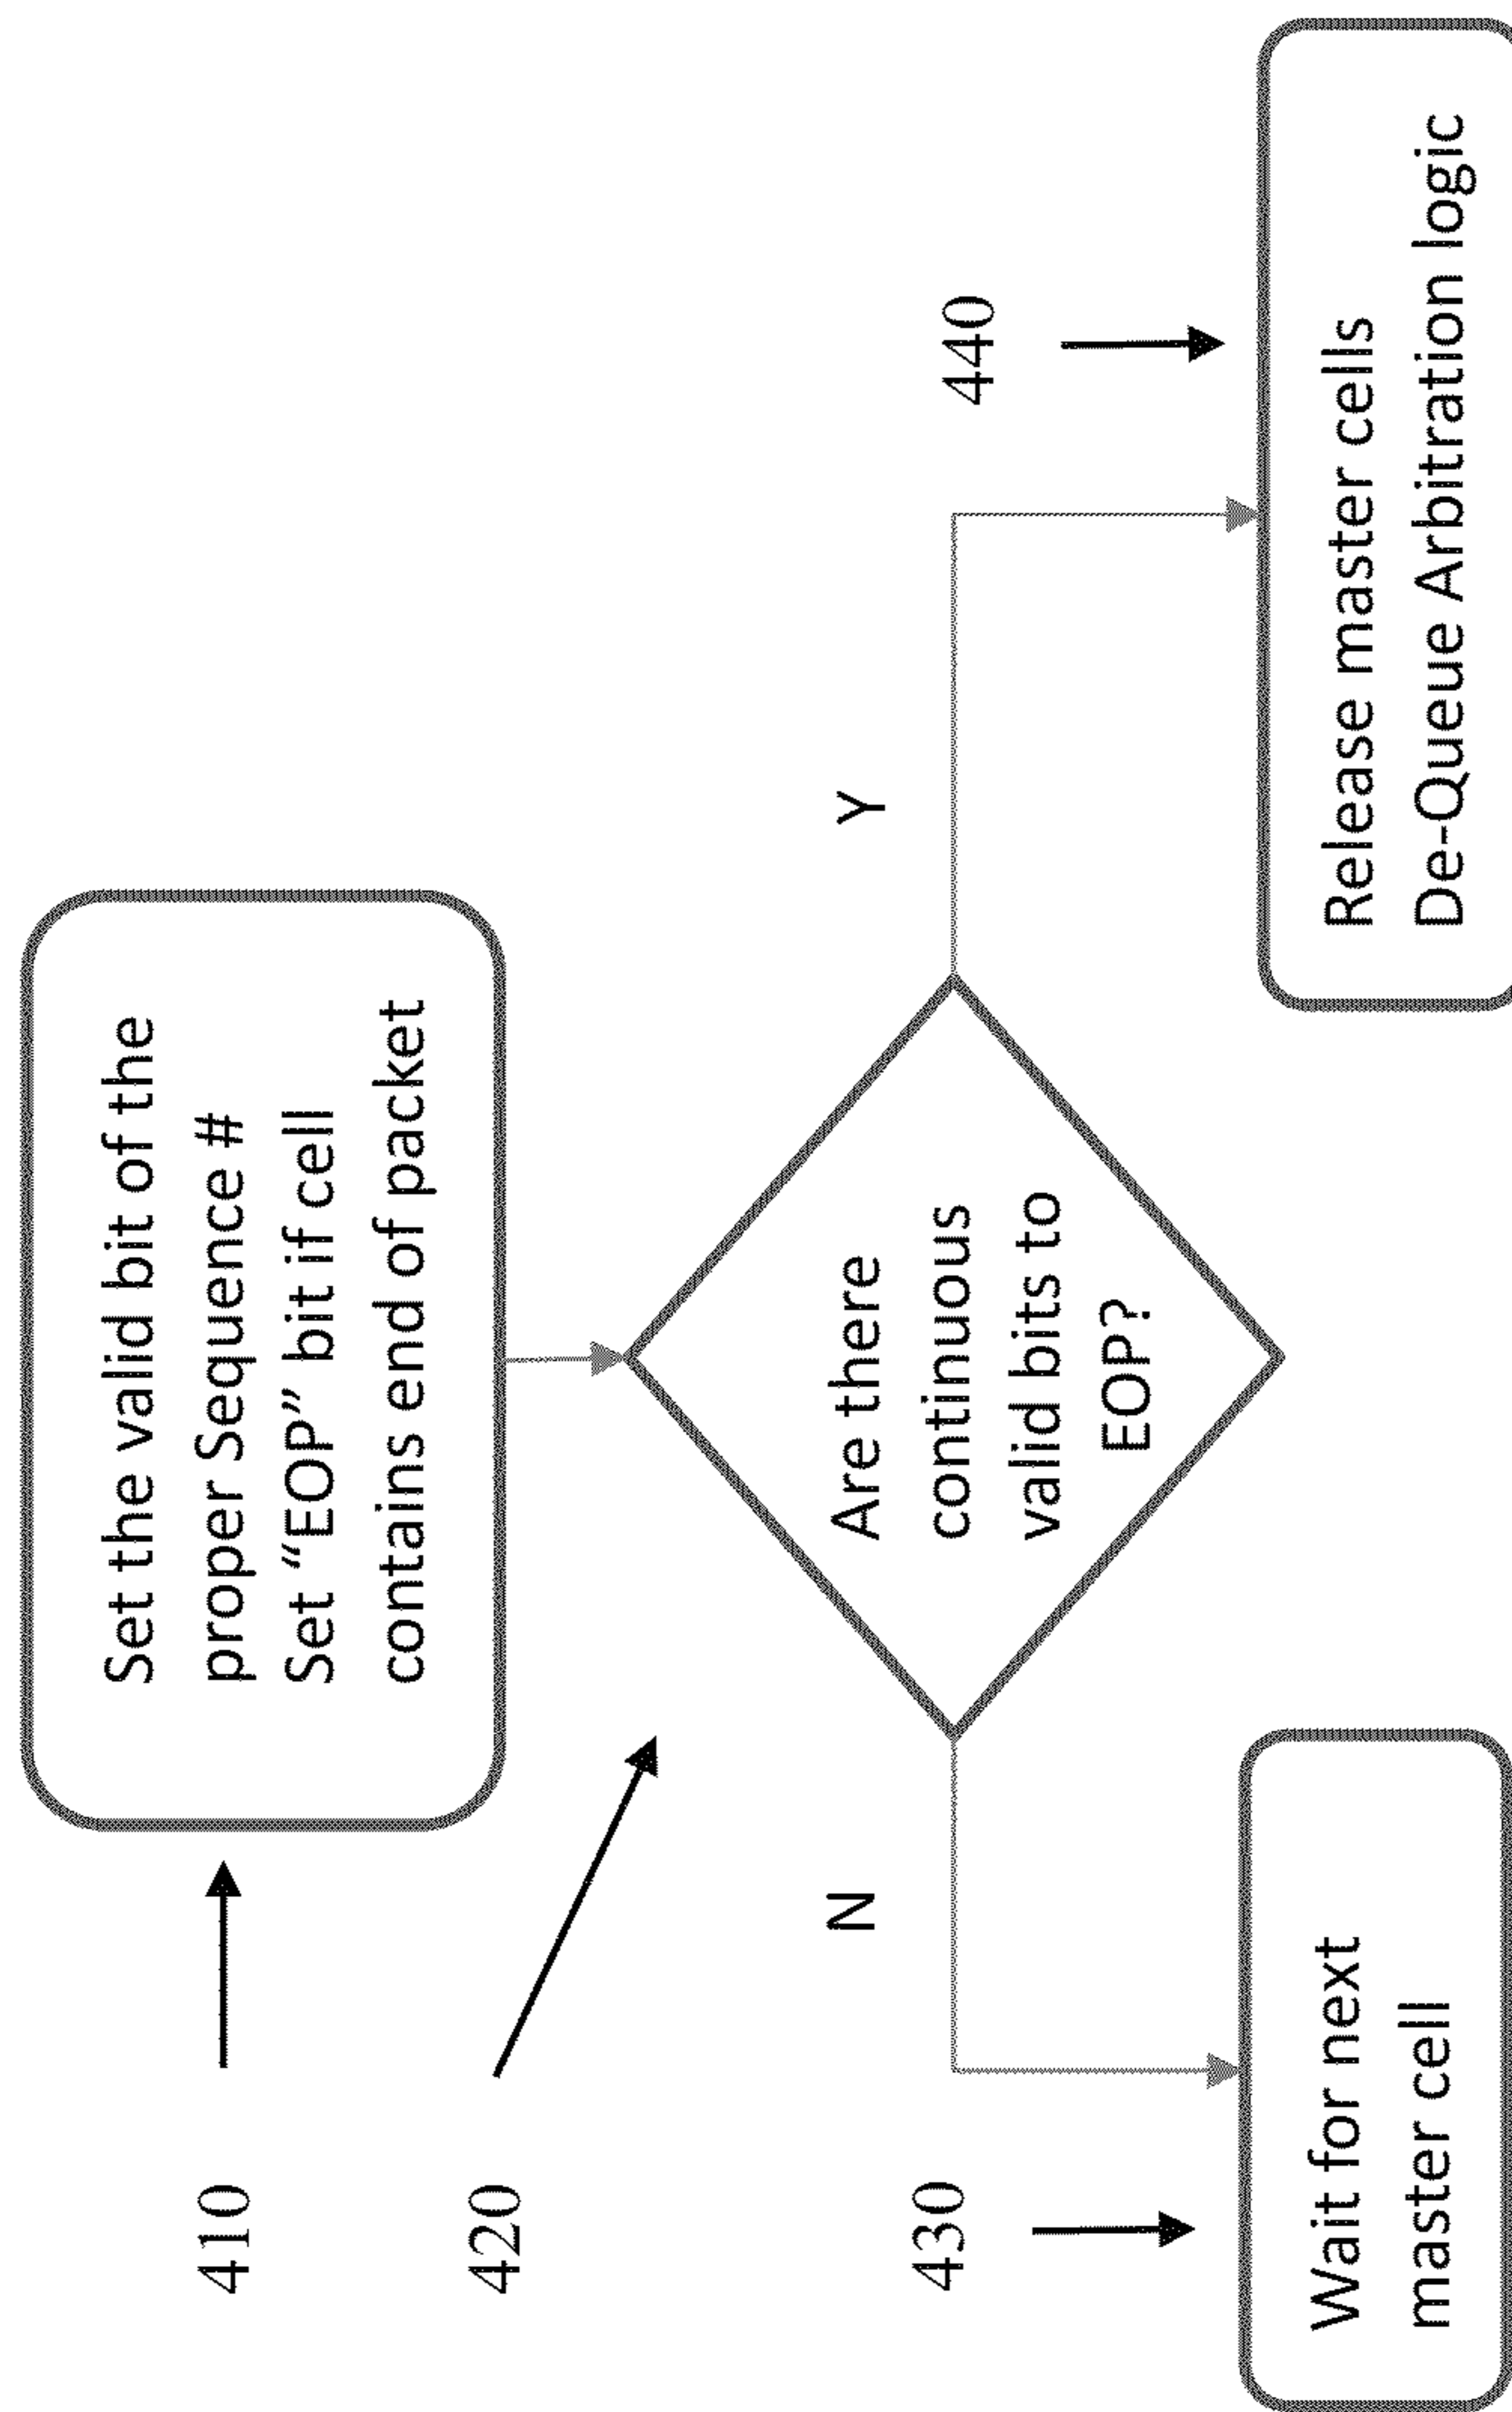 410
Set the valid bit of the
proper Sequence #
Set “EOP” bit if cell
contains end of packet
420
Are there
continuous
valid bits to
EOP?
N
Y
430
Wait for next
master cell
440
Release master cells
De-Queue Arbitration logic